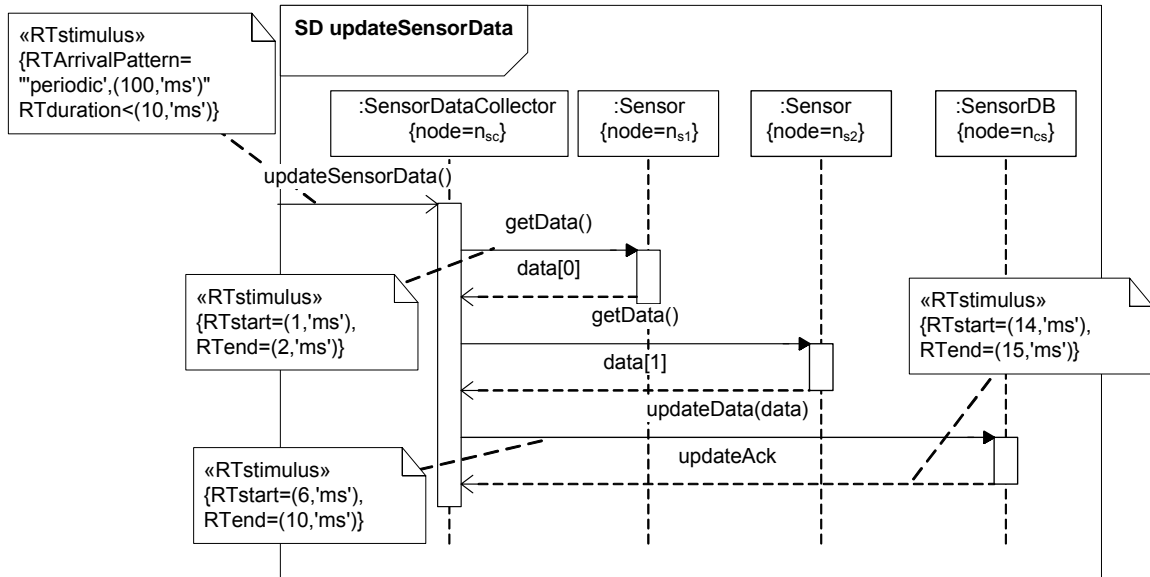 «RTstimulus»
{RTArrivalPattern=
"'periodic',(100,'ms')"
RTduration<(10,'ms')}
SD updateSensorData
:SensorDataCollector
{node=nsc}
:Sensor
{node=ns1}
:Sensor
{node=ns2}
:SensorDB
{node=ncs}
updateSensorData()
getData()
data[0]
«RTstimulus»
{RTstart=(1,'ms'),
RTend=(2,'ms')}
getData()
data[1]
«RTstimulus»
{RTstart=(14,'ms'),
RTend=(15,'ms')}
updateData(data)
updateAck
«RTstimulus»
{RTstart=(6,'ms'),
RTend=(10,'ms')}